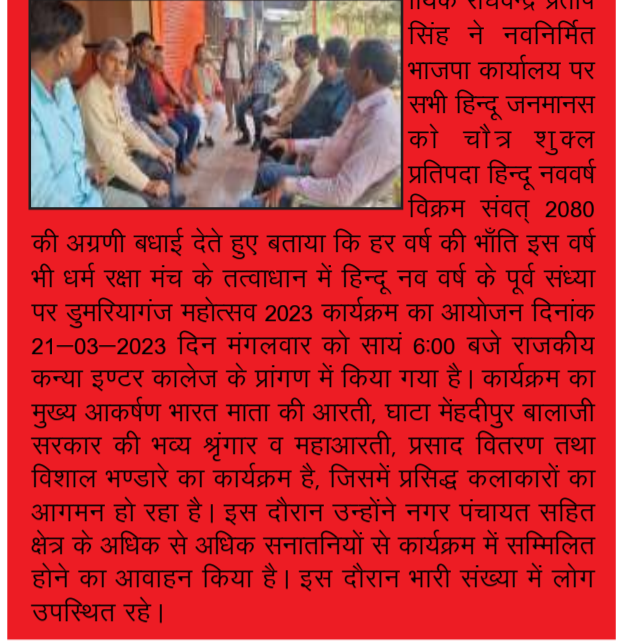 राघवेन्द्र प्रताप
सिंह ने नवनिर्मित
भाजपा कार्यालय पर
सभी हिन्दू जनमानस
को चौत्र शुक्ल
प्रतिपदा हिन्दू नववर्ष
विक्रम संवत् 2080
की अग्रणी बधाई देते हुए बताया कि हर वर्ष की भाँति इस वर्ष
भी धर्म रक्षा मंच के तत्वाधान में हिन्दू नव वर्ष के पूर्व संध्या
पर डुमरियागंज महोत्सव 2023 कार्यक्रम का आयोजन दिनांक
21–03–2023 दिन मंगलवार को सायं 6:00 बजे राजकीय
कन्या इण्टर कालेज के प्रांगण में किया गया है। कार्यक्रम का
मुख्य आकर्षण भारत माता की आरती, घाटा मेंहदीपुर बालाजी
सरकार की भव्य श्रृंगार व महाआरती, प्रसाद वितरण तथा
विशाल भण्डारे का कार्यक्रम है, जिसमें प्रसिद्ध कलाकारों का
आगमन हो रहा है। इस दौरान उन्होंने नगर पंचायत सहित
क्षेत्र के अधिक से अधिक सनातनियों से कार्यक्रम में सम्मिलित
होने का आवाहन किया है। इस दौरान भारी संख्या में लोग
उपस्थित रहे।